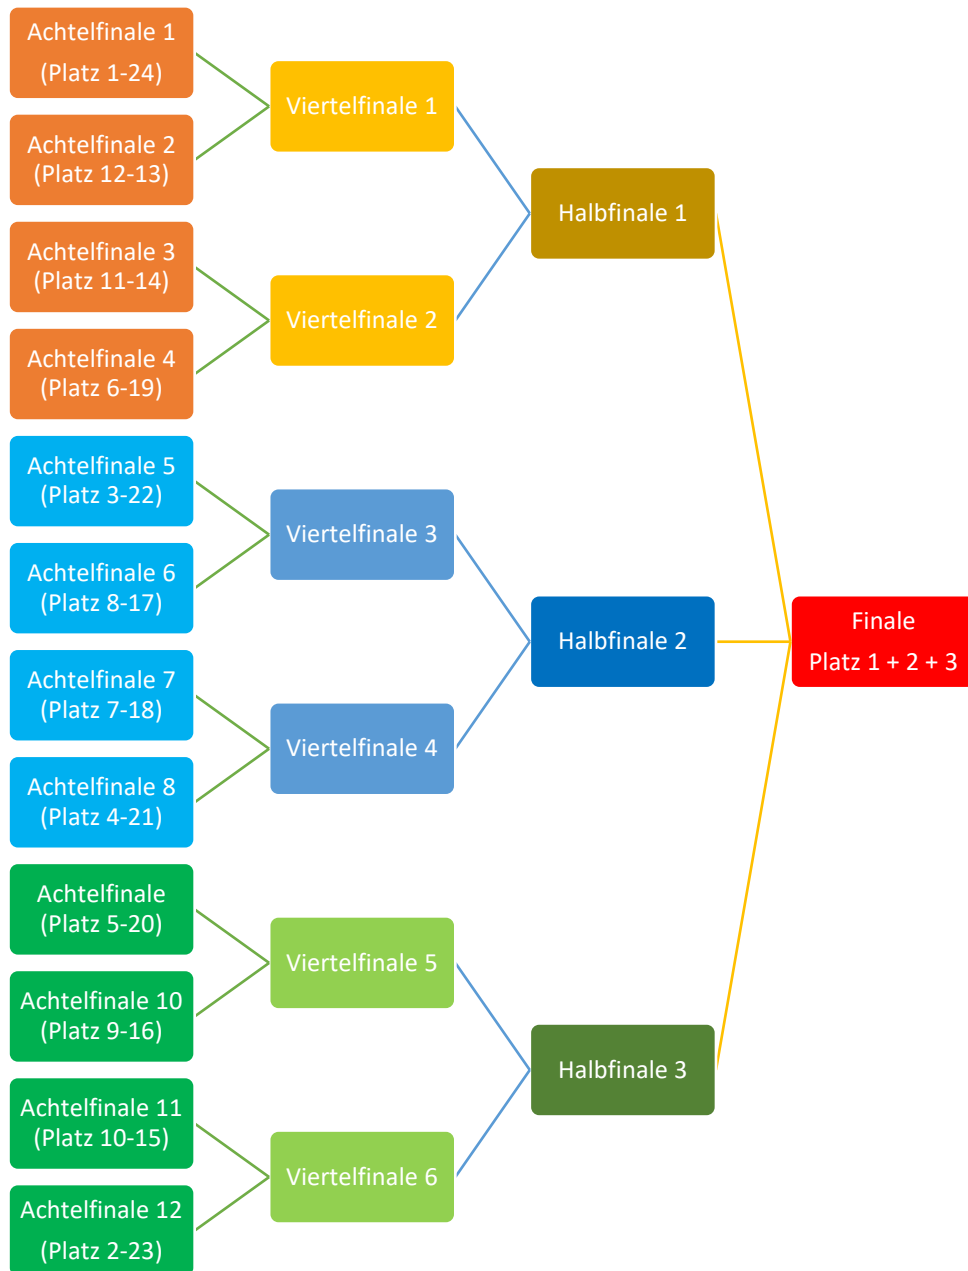 Achtelfinale 1
(Platz 1-24)
Achtelfinale 2
(Platz 12-13)
Achtelfinale 3
(Platz 11-14)
Achtelfinale 4
(Platz 6-19)
Achtelfinale 5
(Platz 3-22)
Achtelfinale 6
(Platz 8-17)
Achtelfinale 7
(Platz 7-18)
Achtelfinale 8
(Platz 4-21)
Achtelfinale
(Platz 5-20)
Achtelfinale 10
(Platz 9-16)
Achtelfinale 11
(Platz 10-15)
Achtelfinale 12
(Platz 2-23)
Viertelfinale 1
Viertelfinale 2
Viertelfinale 3
Viertelfinale 4
Viertelfinale 5
Viertelfinale 6
Halbfinale 1
Halbfinale 2
Halbfinale 3
Finale
Platz 1 + 2 + 3